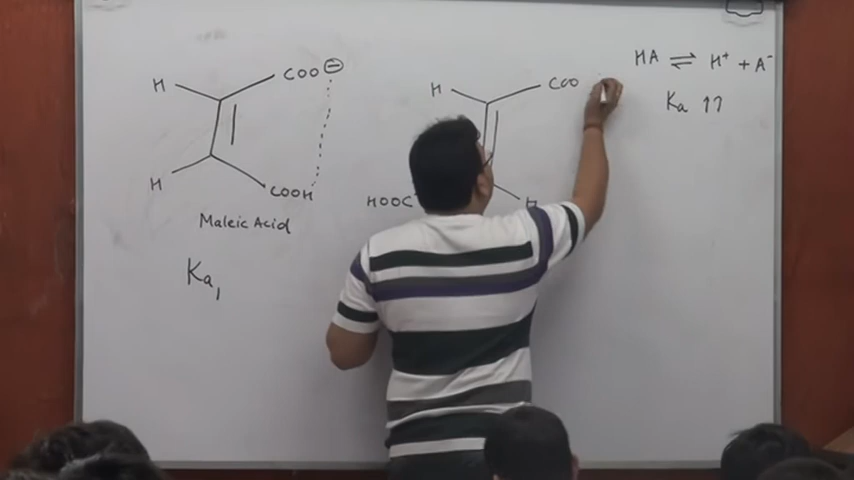 H COO⊖
H COOH
Maleic Acid
Ka1
H COO
HOOC H
HA ⇌ H⁺ + A⁻
Ka ↑↑